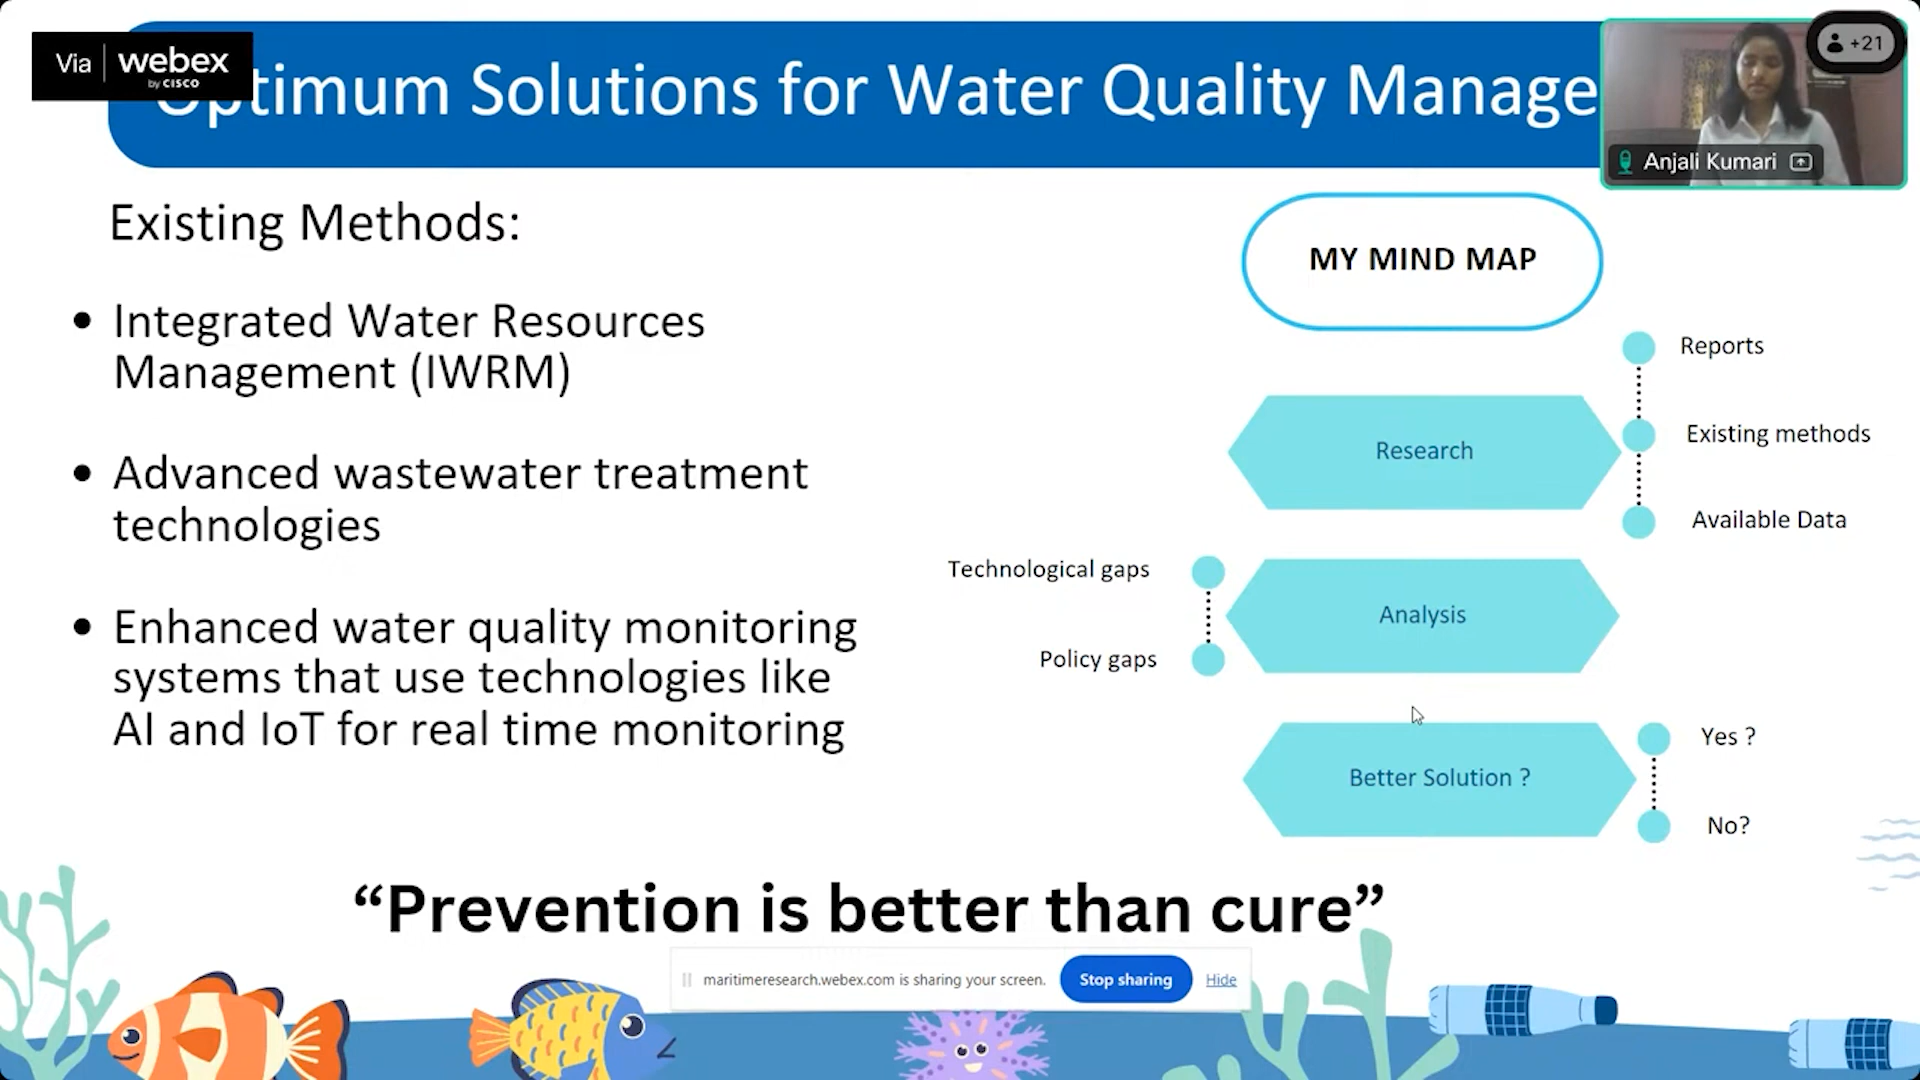 Via webex
by CISCO
Optimum Solutions for Water Quality Manage
+21
Anjali Kumari
Existing Methods:
• Integrated Water Resources
Management (IWRM)
• Advanced wastewater treatment
technologies
• Enhanced water quality monitoring
systems that use technologies like
AI and IoT for real time monitoring
MY MIND MAP
Reports
Research
Existing methods
Available Data
Technological gaps
Analysis
Policy gaps
Yes ?
Better Solution ?
No?
“Prevention is better than cure”
maritimeresearch.webex.com is sharing your screen. Stop sharing Hide